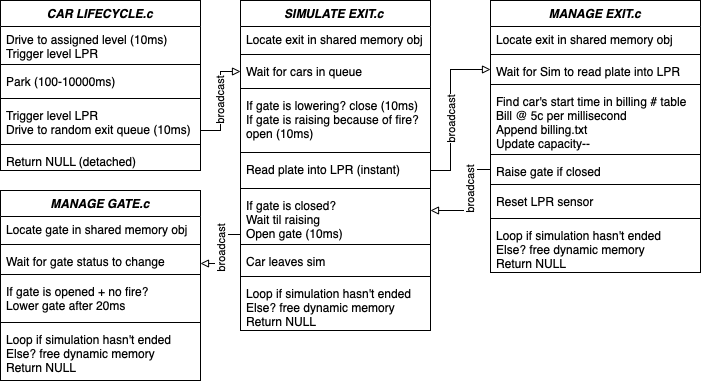 CAR LIFECYCLE.c
Drive to assigned level (10ms)
Trigger level LPR
Park (100-10000ms)
Trigger level LPR
Drive to random exit queue (10ms)
Return NULL (detached)
broadcast
SIMULATE EXIT.c
Locate exit in shared memory obj
Wait for cars in queue
If gate is lowering? close (10ms)
If gate is raising because of fire?
open (10ms)
Read plate into LPR (instant)
If gate is closed?
Wait til raising
Open gate (10ms)
Car leaves sim
Loop if simulation hasn't ended
Else? free dynamic memory
Return NULL
broadcast
MANAGE EXIT.c
Locate exit in shared memory obj
Wait for Sim to read plate into LPR
Find car's start time in billing # table
Bill @ 5c per millisecond
Append billing.txt
Update capacity--
Raise gate if closed
Reset LPR sensor
Loop if simulation hasn't ended
Else? free dynamic memory
Return NULL
broadcast
MANAGE GATE.c
Locate gate in shared memory obj
Wait for gate status to change
If gate is opened + no fire?
Lower gate after 20ms
Loop if simulation hasn't ended
Else? free dynamic memory
Return NULL
broadcast